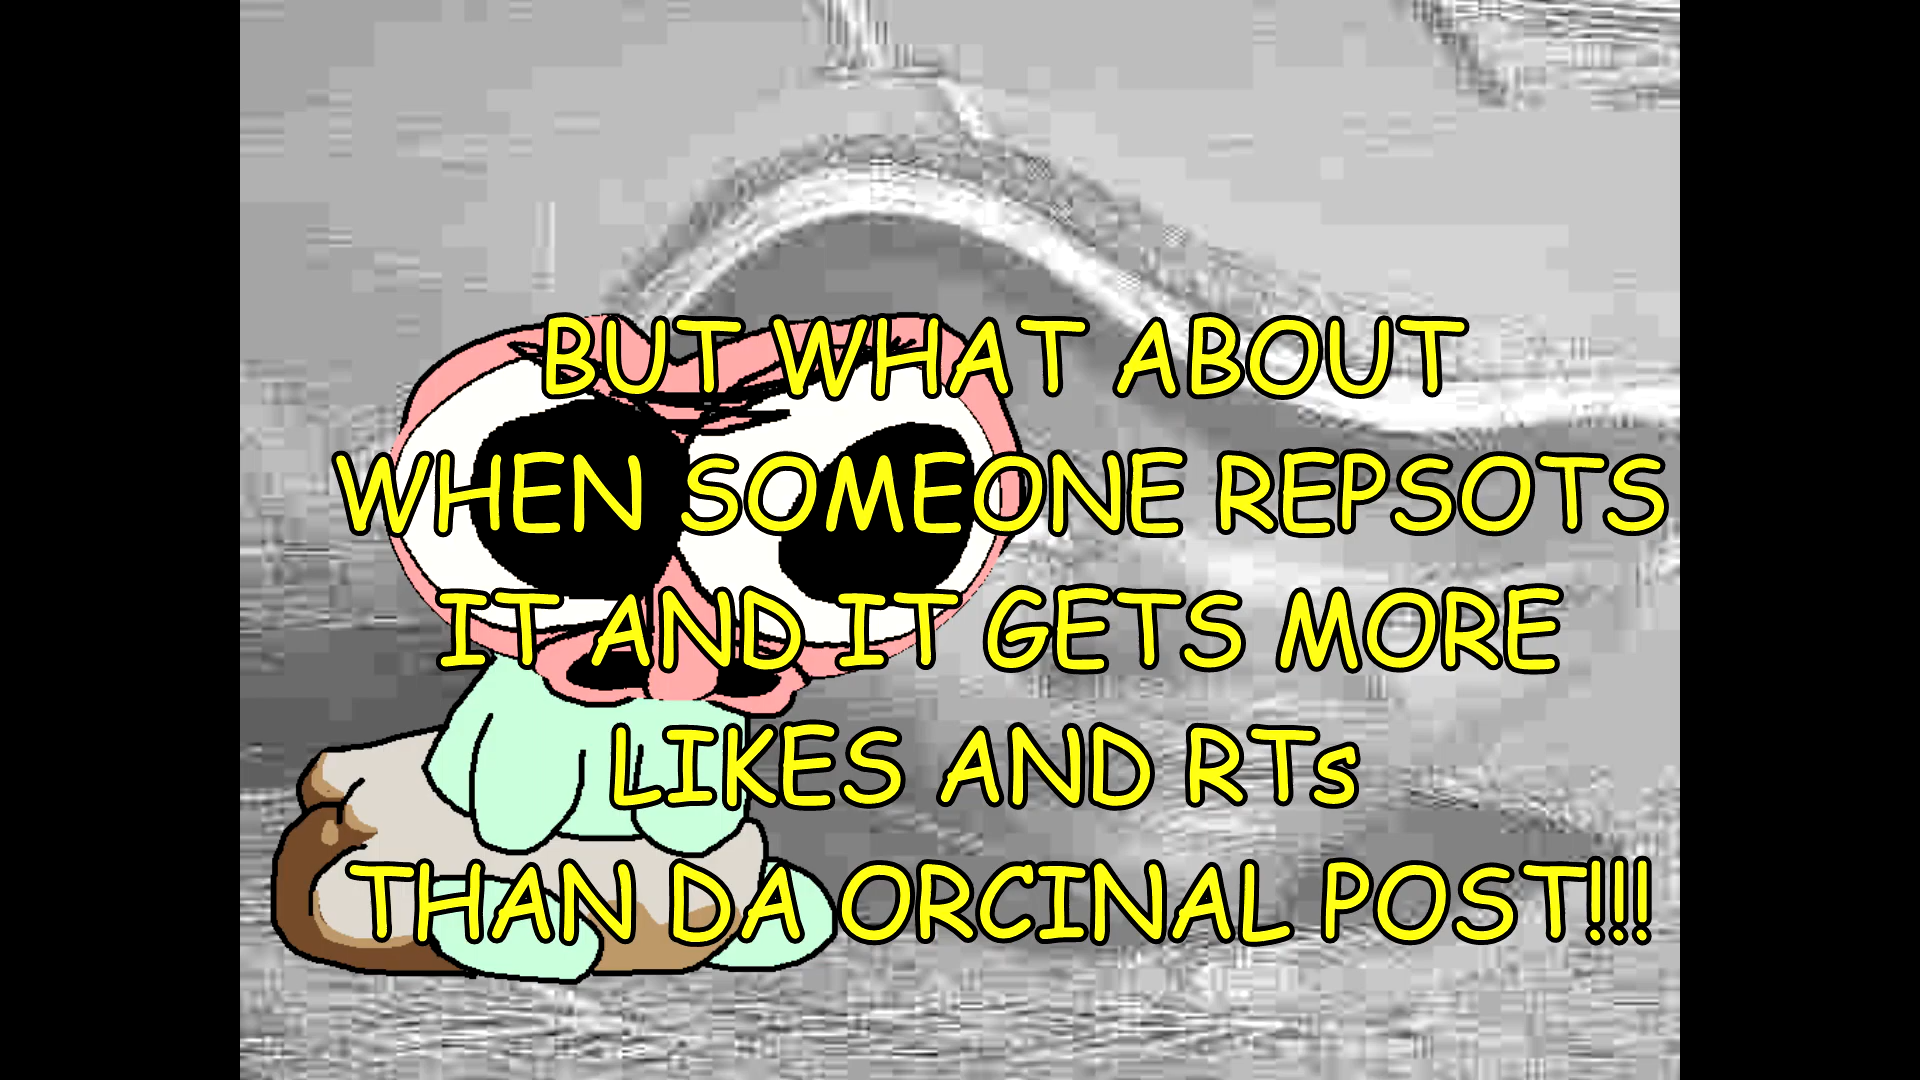 BUT WHAT ABOUT
WHEN SOMEONE REPSOTS
IT AND IT GETS MORE
LIKES AND RTs
THAN DA ORCINAL POST!!!